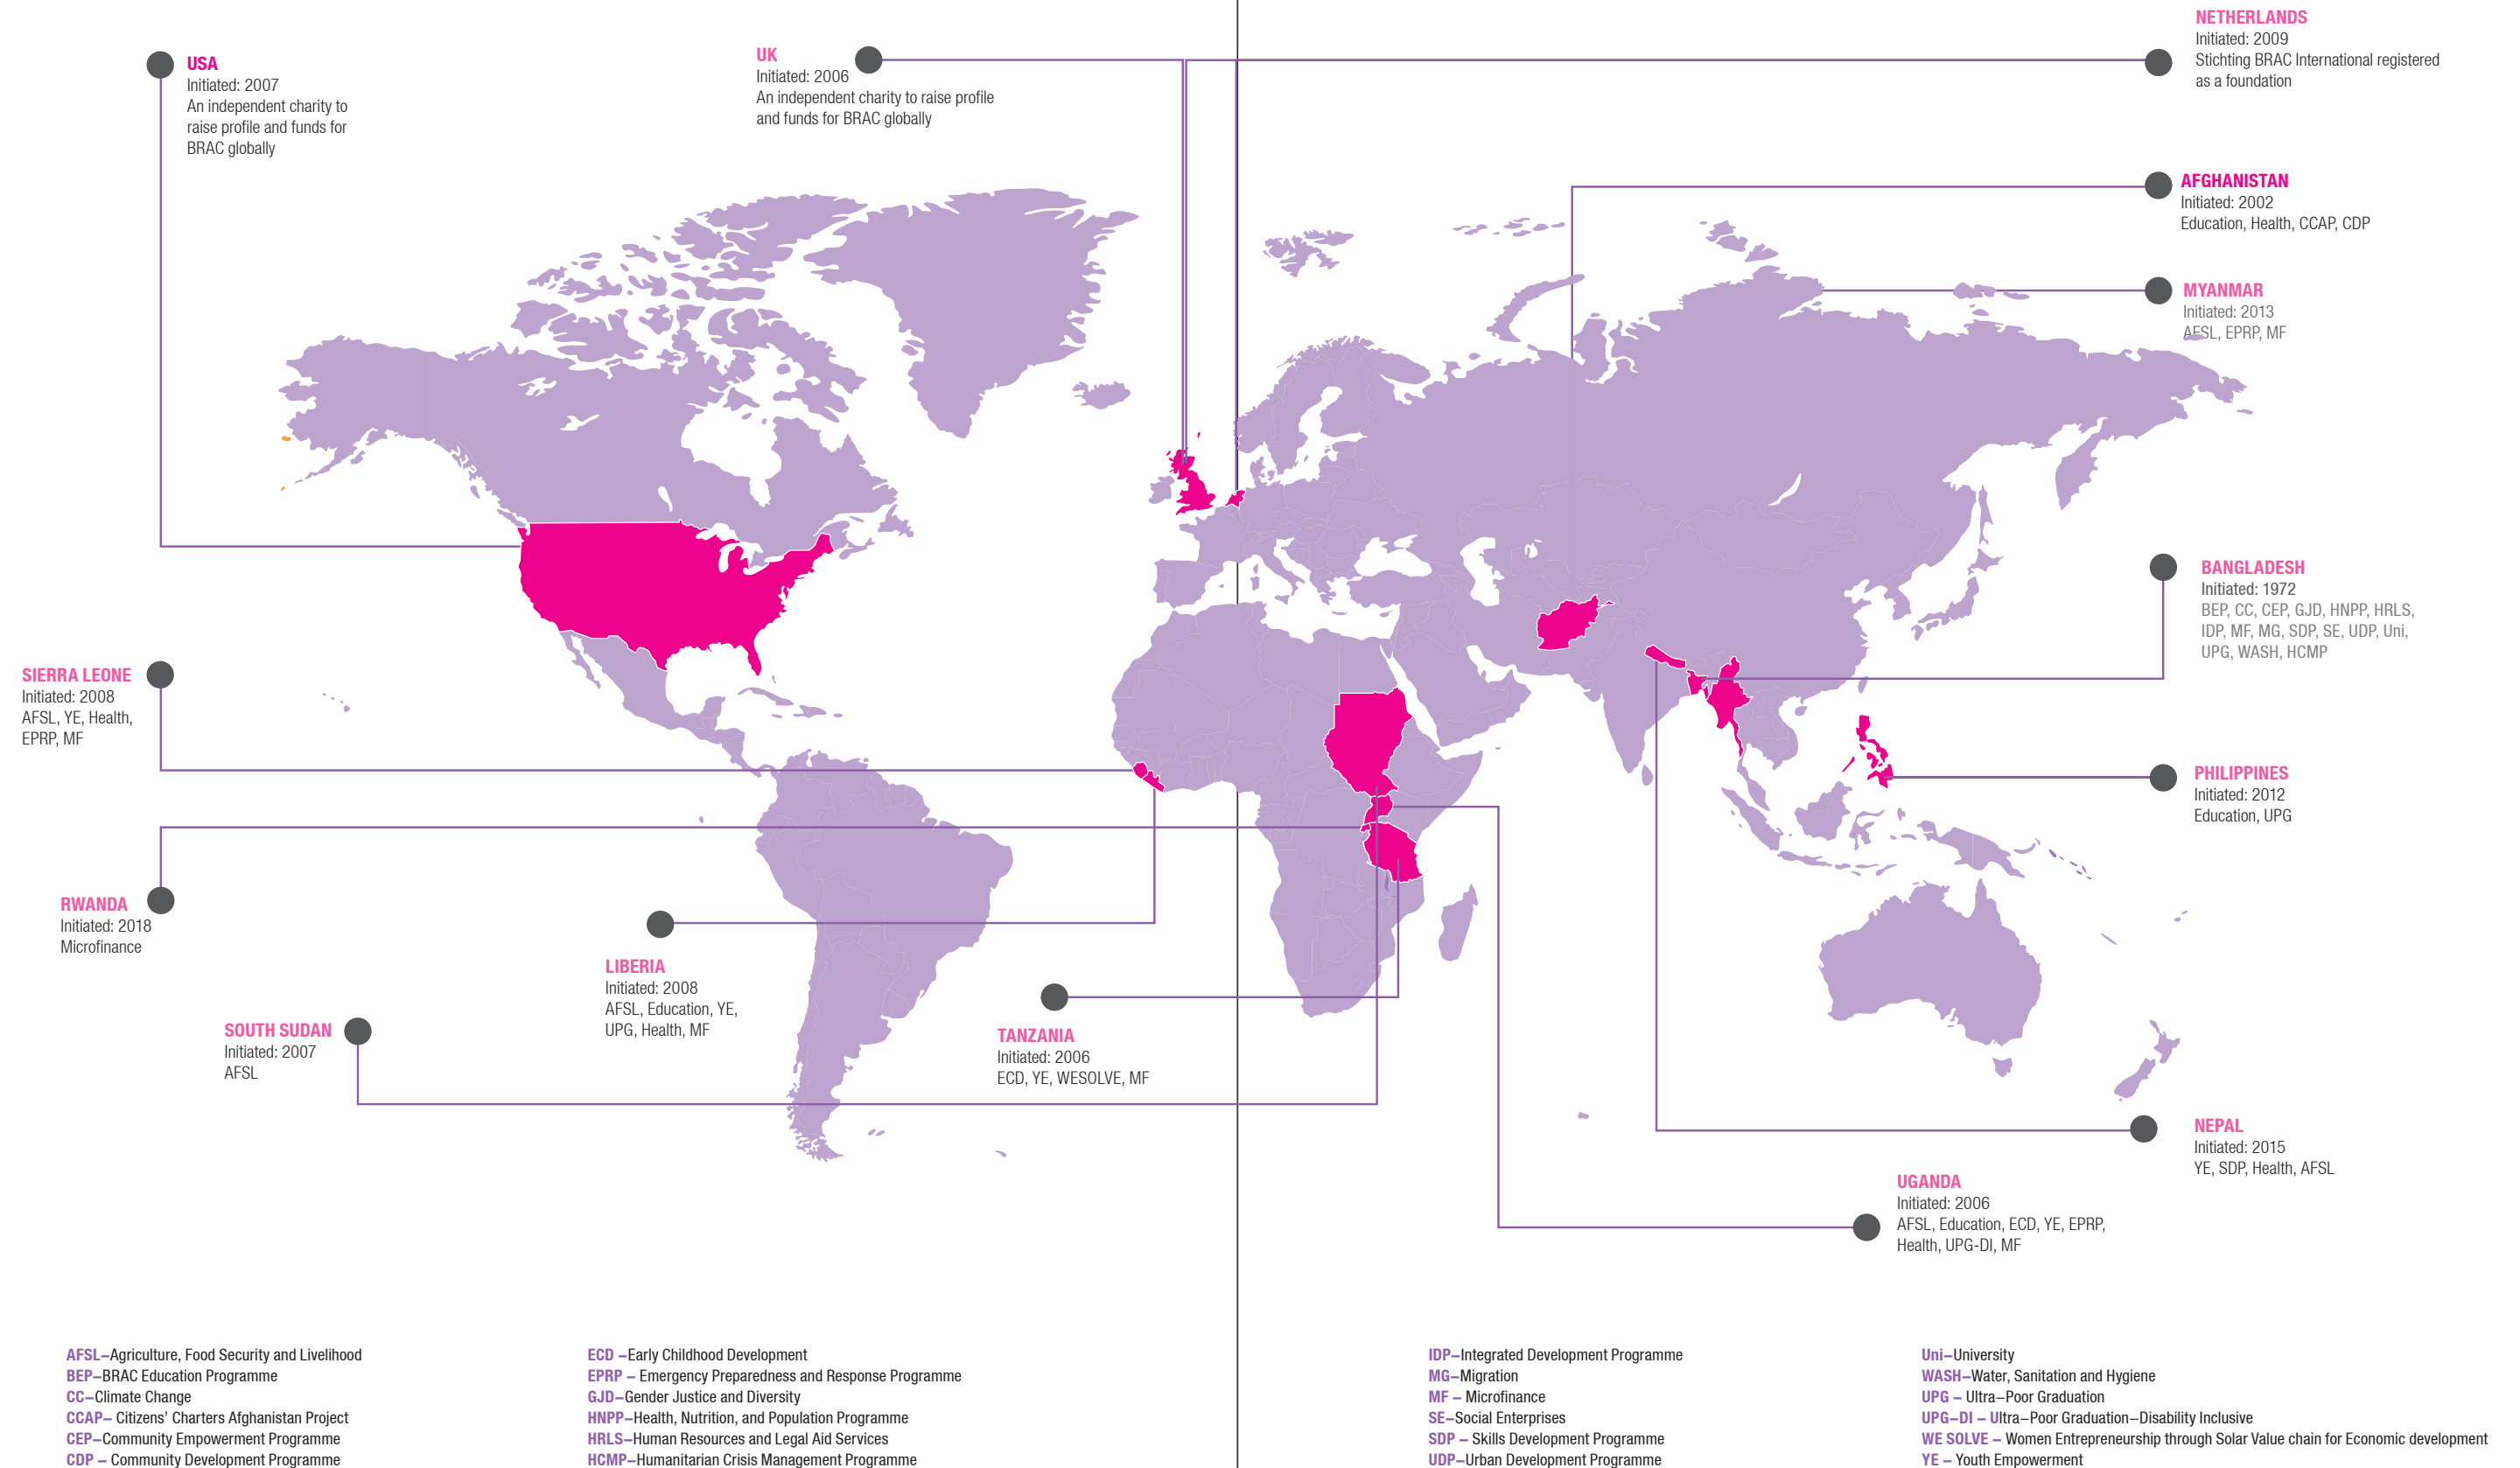 USA
Initiated: 2007
An independent charity to
raise profile and funds for
BRAC globally
UK
Initiated: 2006
An independent charity to raise profile
and funds for BRAC globally
NETHERLANDS
Initiated: 2009
Stichting BRAC International registered
as a foundation
AFGHANISTAN
Initiated: 2002
Education, Health, CCAP, CDP
MYANMAR
Initiated: 2013
AFSL, EPRP, MF
BANGLADESH
Initiated: 1972
BEP, CC, CEP, GJD, HNPP, HRLS,
IDP, MF, MG, SDP, SE, UDP, Uni,
UPG, WASH, HCMP
SIERRA LEONE
Initiated: 2008
AFSL, YE, Health,
EPRP, MF
PHILIPPINES
Initiated: 2012
Education, UPG
RWANDA
Initiated: 2018
Microfinance
LIBERIA
Initiated: 2008
AFSL, Education, YE,
UPG, Health, MF
SOUTH SUDAN
Initiated: 2007
AFSL
TANZANIA
Initiated: 2006
ECD, YE, WESOLVE, MF
NEPAL
Initiated: 2015
YE, SDP, Health, AFSL
UGANDA
Initiated: 2006
AFSL, Education, ECD, YE, EPRP,
Health, UPG-DI, MF
AFSL–Agriculture, Food Security and Livelihood
BEP–BRAC Education Programme
CC–Climate Change
CCAP– Citizens’ Charters Afghanistan Project
CEP–Community Empowerment Programme
CDP – Community Development Programme
ECD –Early Childhood Development
EPRP – Emergency Preparedness and Response Programme
GJD–Gender Justice and Diversity
HNPP–Health, Nutrition, and Population Programme
HRLS–Human Resources and Legal Aid Services
HCMP–Humanitarian Crisis Management Programme
IDP–Integrated Development Programme
MG–Migration
MF – Microfinance
SE–Social Enterprises
SDP – Skills Development Programme
UDP–Urban Development Programme
Uni–University
WASH–Water, Sanitation and Hygiene
UPG – Ultra–Poor Graduation
UPG–DI – Ultra–Poor Graduation–Disability Inclusive
WE SOLVE – Women Entrepreneurship through Solar Value chain for Economic development
YE – Youth Empowerment